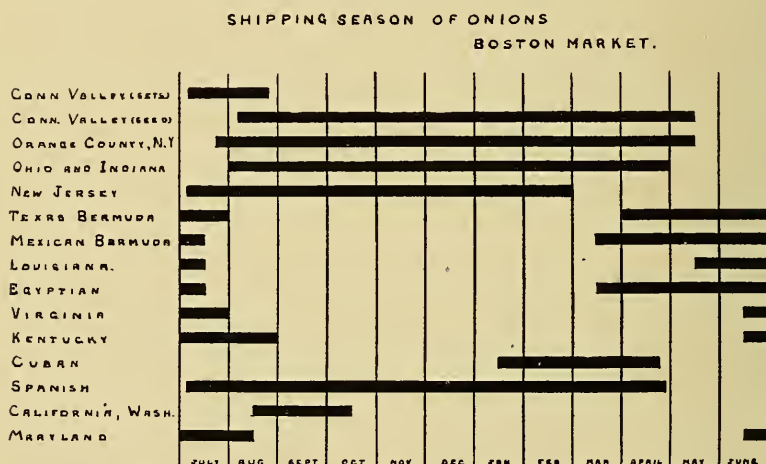 SHIPPING SEASON OF ONIONS
BOSTON MARKET.
CONN VALLEY (SETS)
CONN. VALLEY (SEED)
ORANGE COUNTY, N.Y
OHIO AND INDIANA
NEW JERSEY
TEXAS BERMUDA
MEXICAN BERMUDA
LOUISIANA.
EGYPTIAN
VIRGINIA
KENTUCKY
CUBAN
SPANISH
CALIFORNIA, WASH.
MARYLAND
JULY AUG SEPT OCT NOV DEC JAN FEB MAR APRIL MAY JUNE